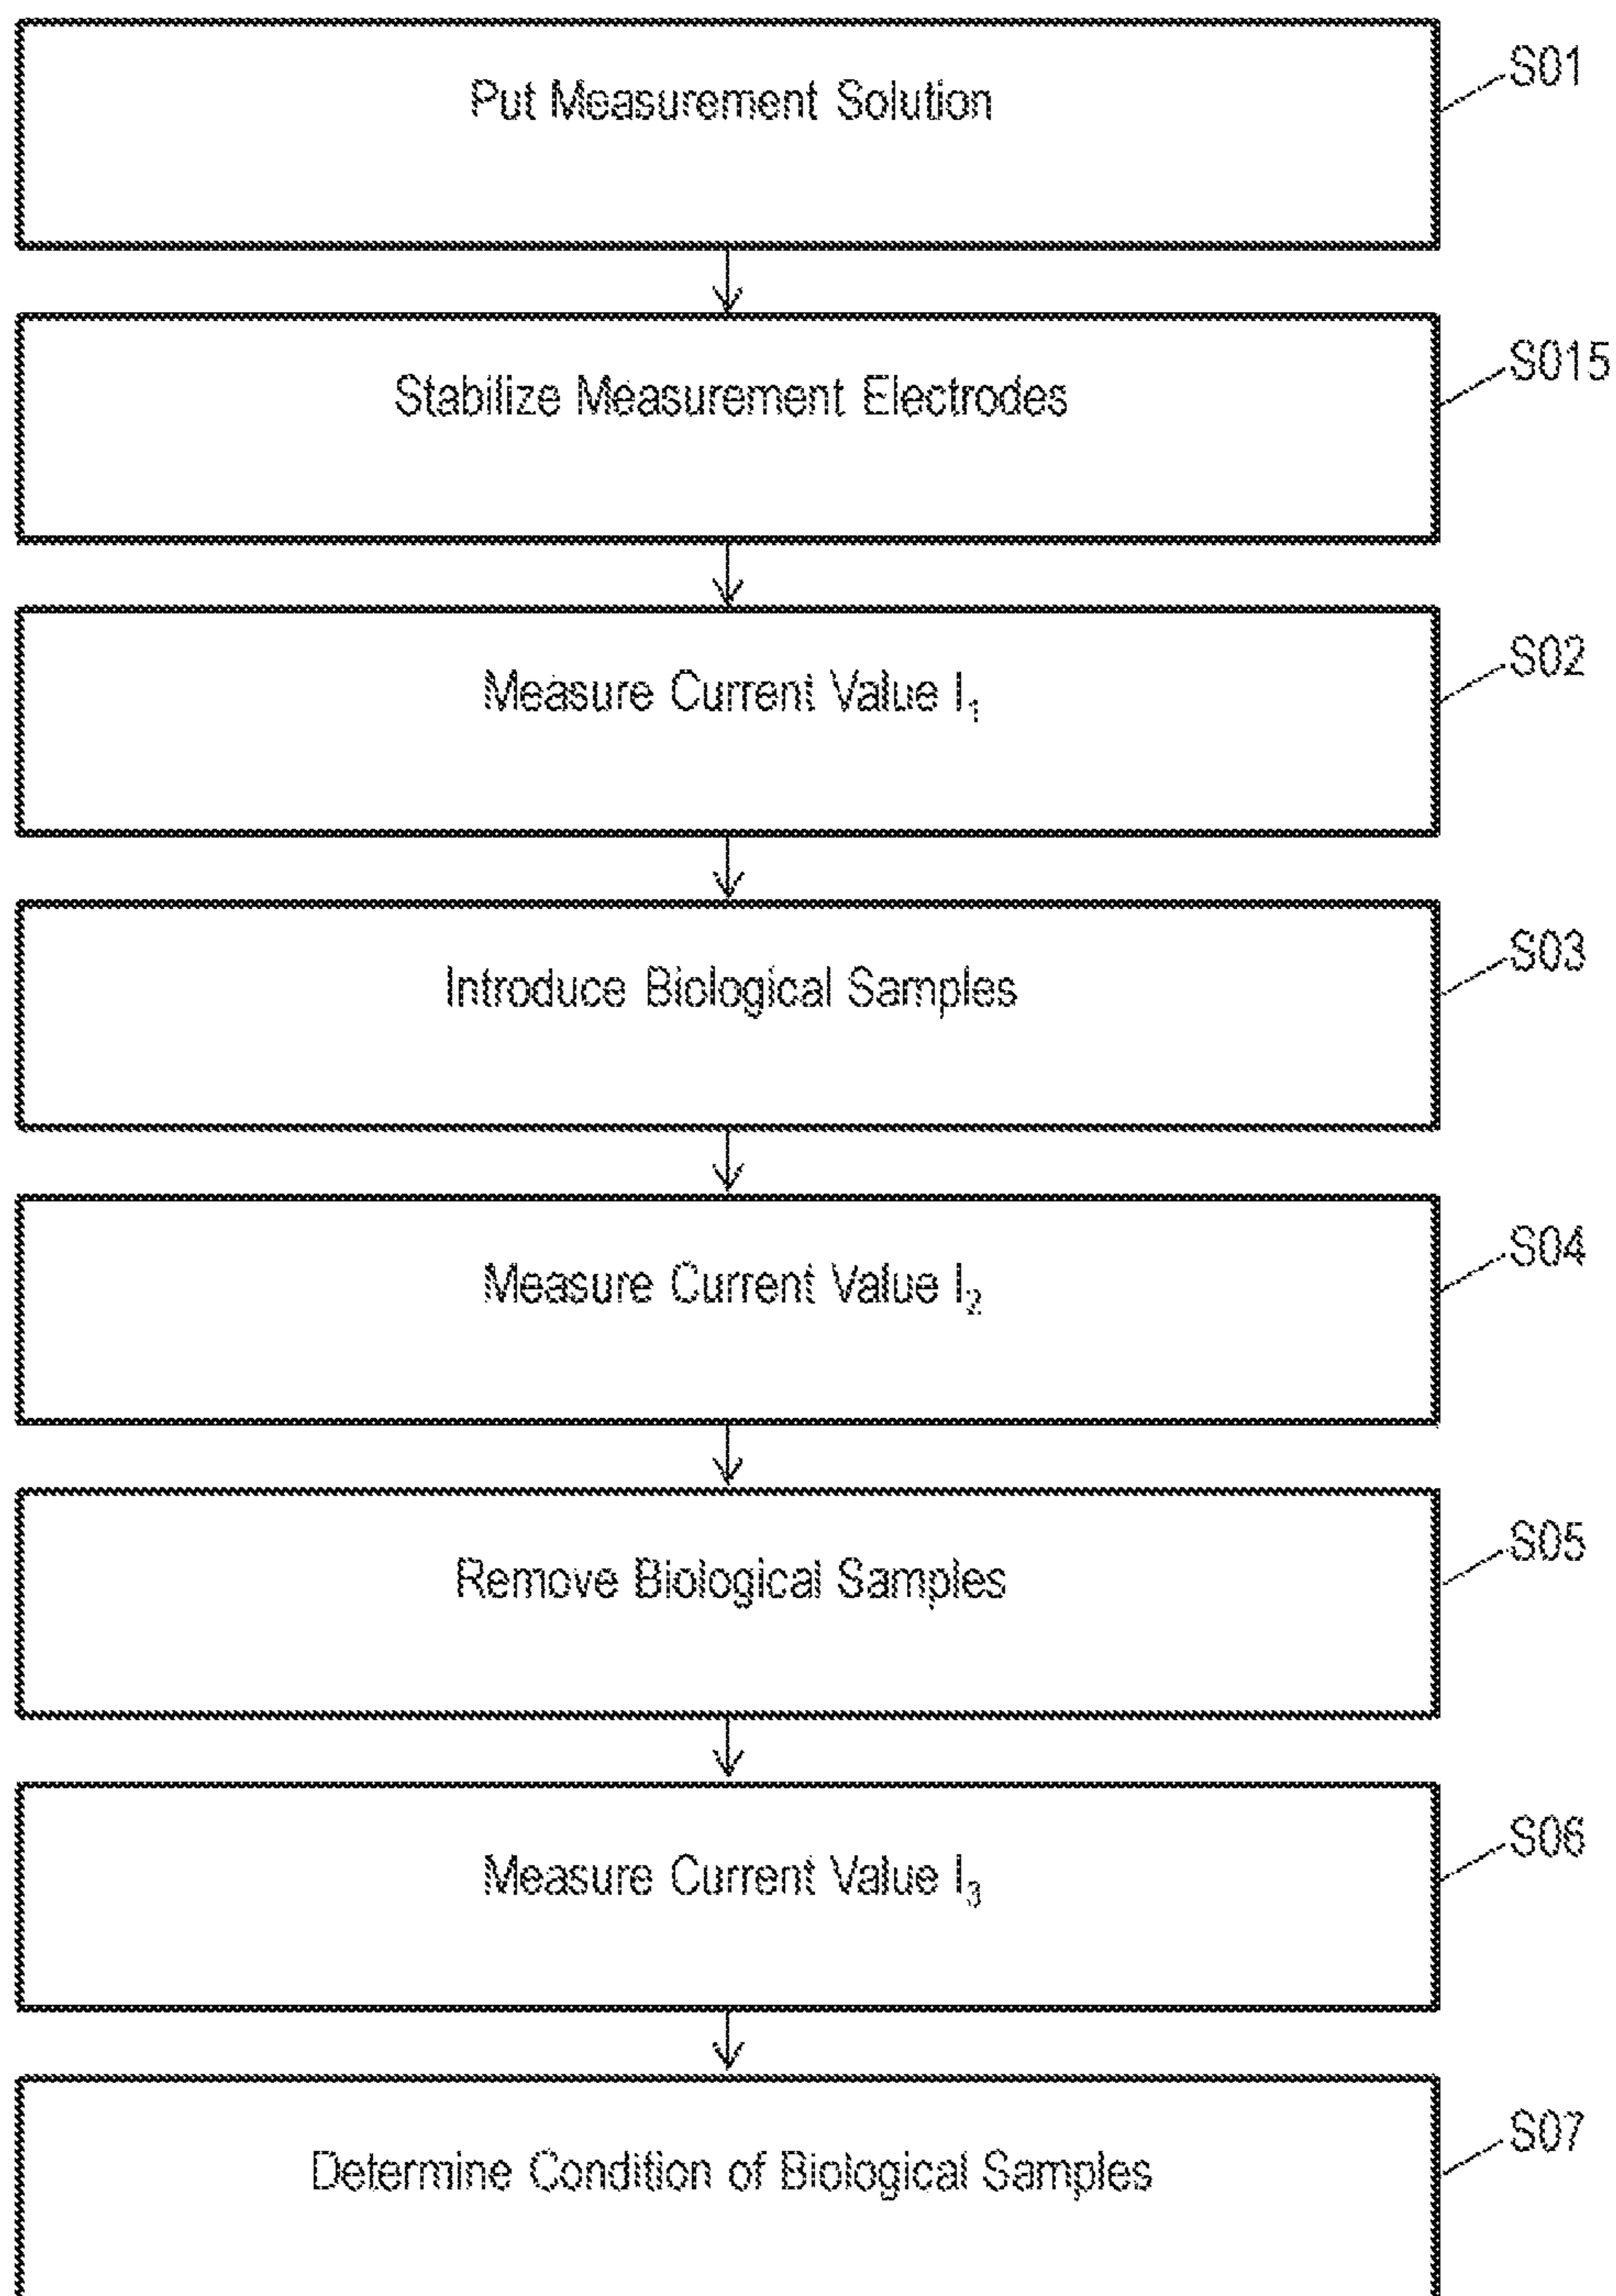 Put Measurement Solution
S01
Stabilize Measurement Electrodes
S015
Measure Current Value I₁
S02
Introduce Biological Samples
S03
Measure Current Value I₂
S04
Remove Biological Samples
S05
Measure Current Value I₃
S06
Determine Condition of Biological Samples
S07